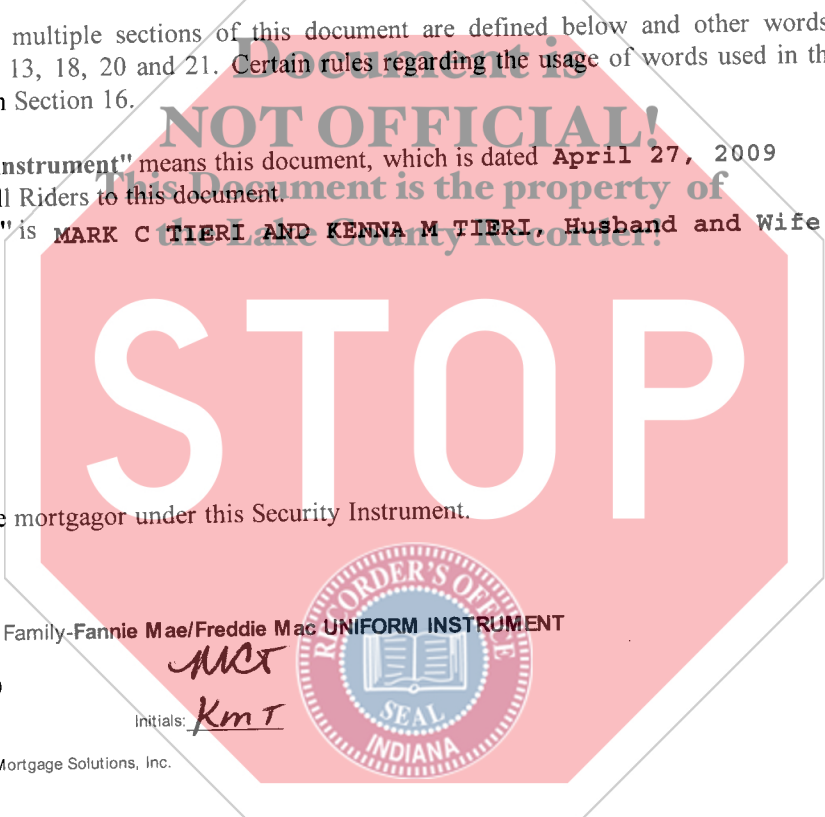 multiple sections of this document are defined below and other words
13, 18, 20 and 21. Certain rules regarding the usage of words used in th
n Section 16.
Document is
NOT OFFICIAL!
This Document is the property of
the Lake County Recorder!
nstrument" means this document, which is dated April 27, 2009
ll Riders to this document.
" is MARK C TIERI AND KENNA M TIERI, Husband and Wife
STOP
e mortgagor under this Security Instrument.
RECORDER'S OFFICE
SEAL
INDIANA
Family-Fannie Mae/Freddie Mac UNIFORM INSTRUMENT
MCT
Initials: KMT
Mortgage Solutions, Inc.